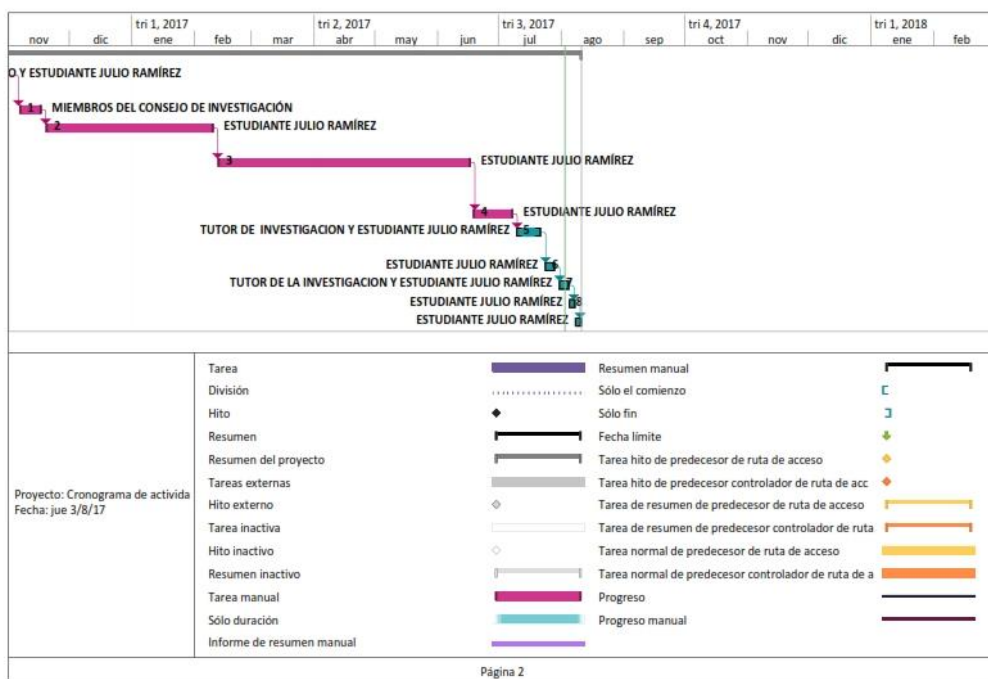 tri 1, 2017 tri 2, 2017 tri 3, 2017 tri 4, 2017 tri 1, 2018
nov dic ene feb mar abr may jun jul ago sep oct nov dic ene feb
O Y ESTUDIANTE JULIO RAMÍREZ
1 MIEMBROS DEL CONSEJO DE INVESTIGACIÓN
2 ESTUDIANTE JULIO RAMÍREZ
3 ESTUDIANTE JULIO RAMÍREZ
4 ESTUDIANTE JULIO RAMÍREZ
TUTOR DE INVESTIGACION Y ESTUDIANTE JULIO RAMÍREZ 5
ESTUDIANTE JULIO RAMÍREZ 6
TUTOR DE LA INVESTIGACION Y ESTUDIANTE JULIO RAMÍREZ 7
ESTUDIANTE JULIO RAMÍREZ 8
ESTUDIANTE JULIO RAMÍREZ
Proyecto: Cronograma de activida
Fecha: jue 3/8/17
Tarea
División
Hito
Resumen
Resumen del proyecto
Tareas externas
Hito externo
Tarea inactiva
Hito inactivo
Resumen inactivo
Tarea manual
Sólo duración
Informe de resumen manual
Resumen manual
Sólo el comienzo
Sólo fin
Fecha límite
Tarea hito de predecesor de ruta de acceso
Tarea hito de predecesor controlador de ruta de acc
Tarea de resumen de predecesor de ruta de acceso
Tarea de resumen de predecesor controlador de ruta
Tarea normal de predecesor de ruta de acceso
Tarea normal de predecesor controlador de ruta de a
Progreso
Progreso manual
Página 2